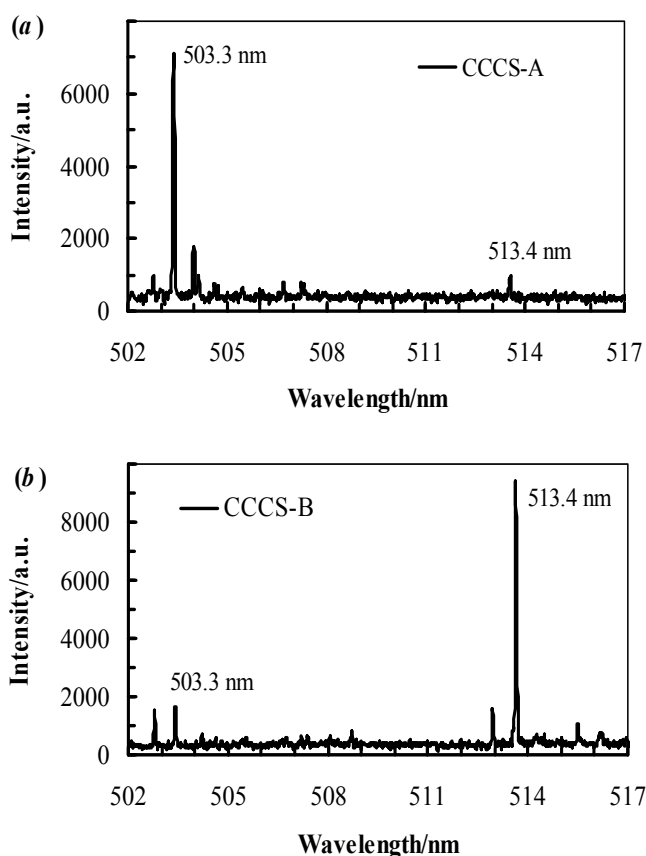 (a)
503.3 nm
CCCS-A
513.4 nm
Intensity/a.u.
6000
4000
2000
0
502 505 508 511 514 517
Wavelength/nm
(b)
CCCS-B
513.4 nm
503.3 nm
Intensity/a.u.
8000
6000
4000
2000
0
502 505 508 511 514 517
Wavelength/nm